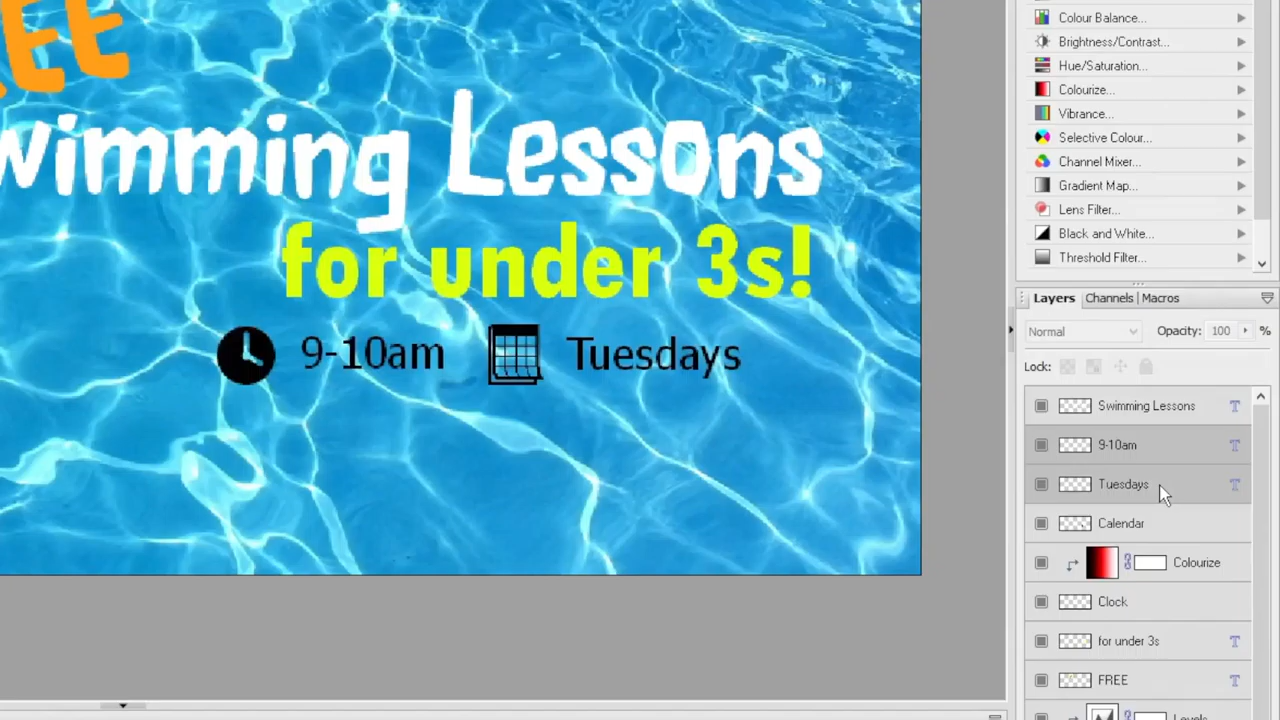 EE
wimming Lessons
for under 3s!
9-10am
Tuesdays
Colour Balance...
Brightness/Contrast...
Hue/Saturation...
Colourize...
Vibrance...
Selective Colour...
Channel Mixer...
Gradient Map...
Lens Filter...
Black and White...
Threshold Filter...
Layers Channels | Macros
Normal Opacity: 100 %
Lock:
Swimming Lessons T
9-10am T
Tuesdays T
Calendar
Colourize
Clock
for under 3s T
FREE T
Levels